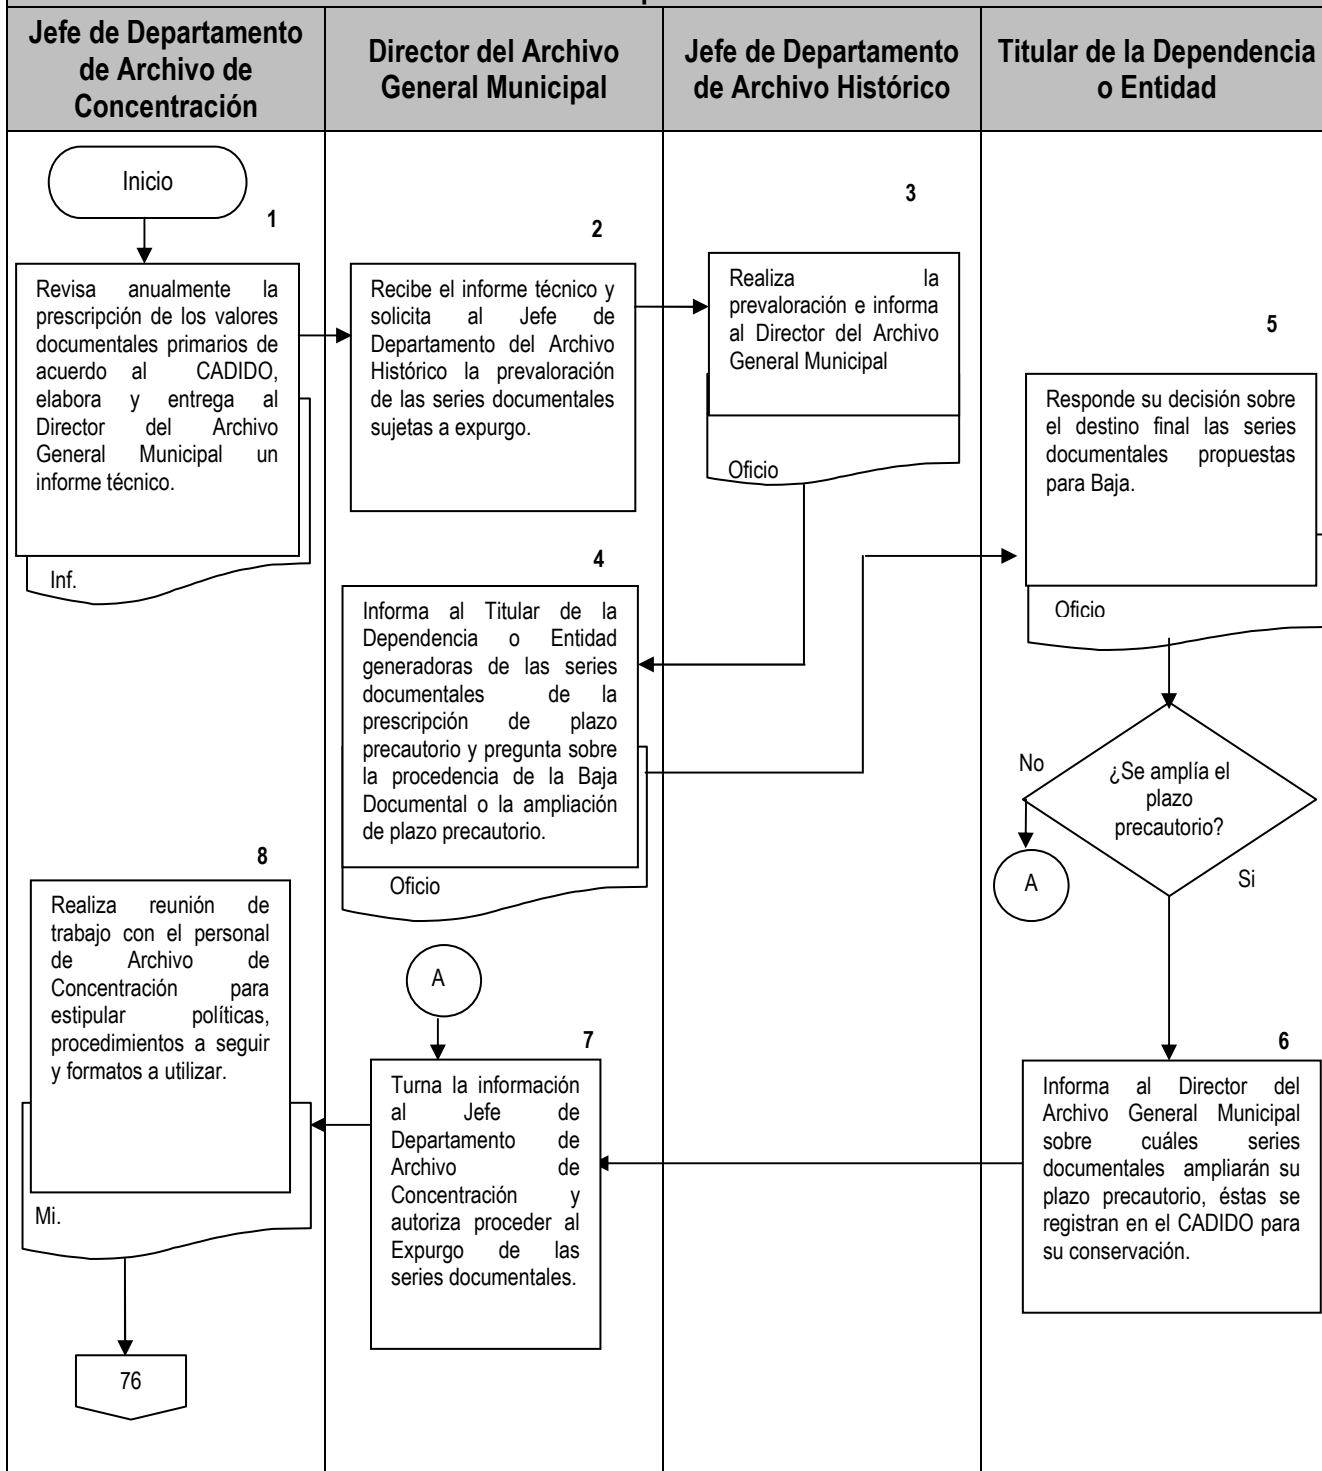 Jefe de Departamento
de Archivo de
Concentración
Director del Archivo
General Municipal
Jefe de Departamento
de Archivo Histórico
Titular de la Dependencia
o Entidad
Inicio
1
Revisa anualmente la
prescripción de los valores
documentales primarios de
acuerdo al CADIDO,
elabora y entrega al
Director del Archivo
General Municipal un
informe técnico.
Inf.
2
Recibe el informe técnico y
solicita al Jefe de
Departamento del Archivo
Histórico la prevaloración
de las series documentales
sujetas a expurgo.
3
Realiza la
prevaloración e informa
al Director del Archivo
General Municipal
Oficio
4
Informa al Titular de la
Dependencia o Entidad
generadoras de las series
documentales de la
prescripción de plazo
precautorio y pregunta sobre
la procedencia de la Baja
Documental o la ampliación
de plazo precautorio.
Oficio
5
Responde su decisión sobre
el destino final las series
documentales propuestas
para Baja.
Oficio
¿Se amplía el
plazo
precautorio?
No
Si
A
6
Informa al Director del
Archivo General Municipal
sobre cuáles series
documentales ampliarán su
plazo precautorio, éstas se
registran en el CADIDO para
su conservación.
A
7
Turna la información
al Jefe de
Departamento de
Archivo de
Concentración y
autoriza proceder al
Expurgo de las
series documentales.
8
Realiza reunión de
trabajo con el personal
de Archivo de
Concentración para
estipular políticas,
procedimientos a seguir
y formatos a utilizar.
Mi.
76